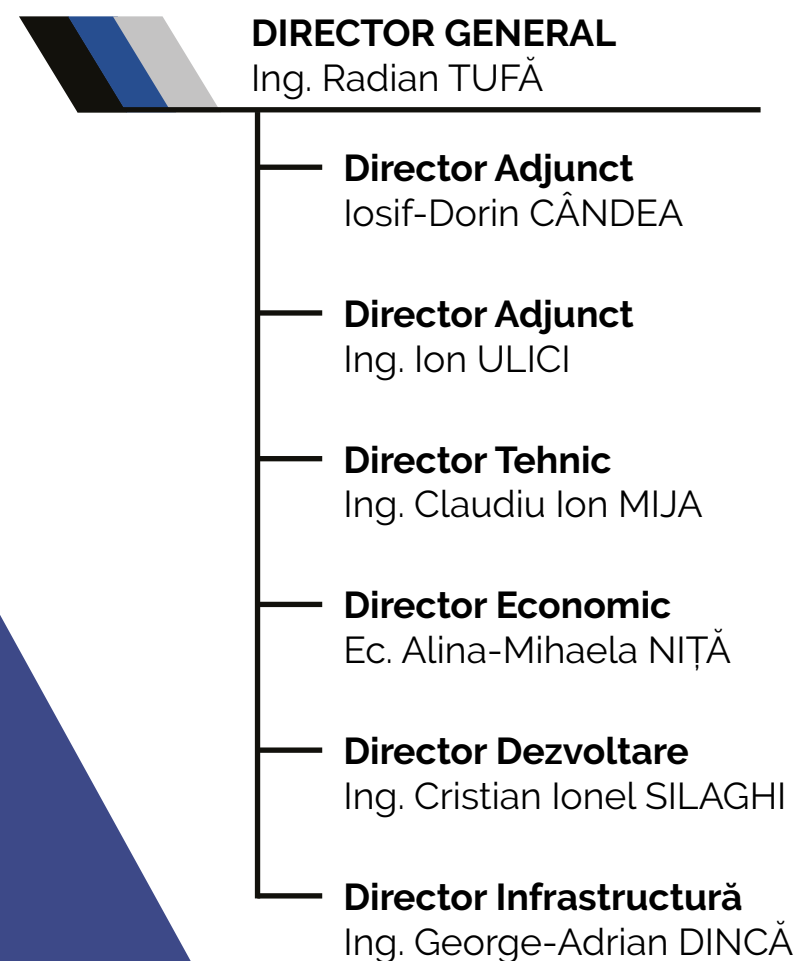 DIRECTOR GENERAL
Ing. Radian TUFĂ
Director Adjunct
Iosif-Dorin CÂNDEA
Director Adjunct
Ing. Ion ULICI
Director Tehnic
Ing. Claudiu Ion MIJA
Director Economic
Ec. Alina-Mihaela NIȚĂ
Director Dezvoltare
Ing. Cristian Ionel SILAGHI
Director Infrastructură
Ing. George-Adrian DINCĂ